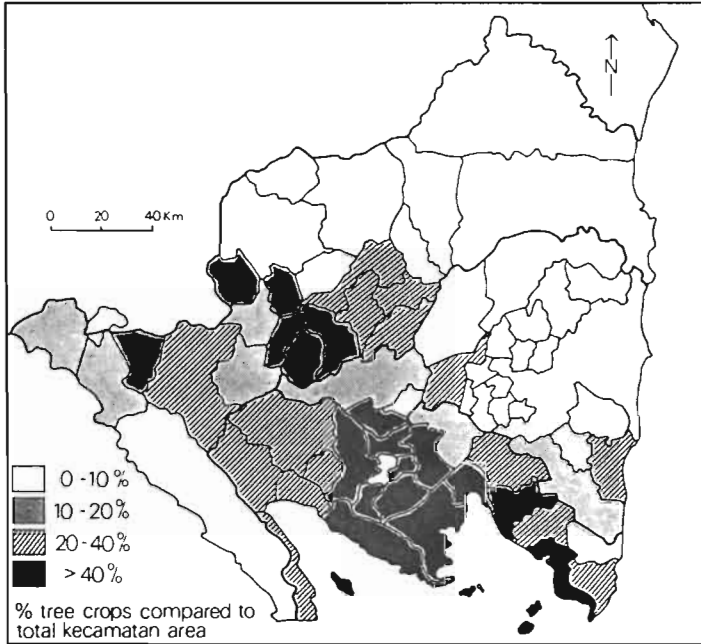 N
0 20 40 Km
0-10%
10-20%
20-40%
>40%
% tree crops compared to
total kecamatan area